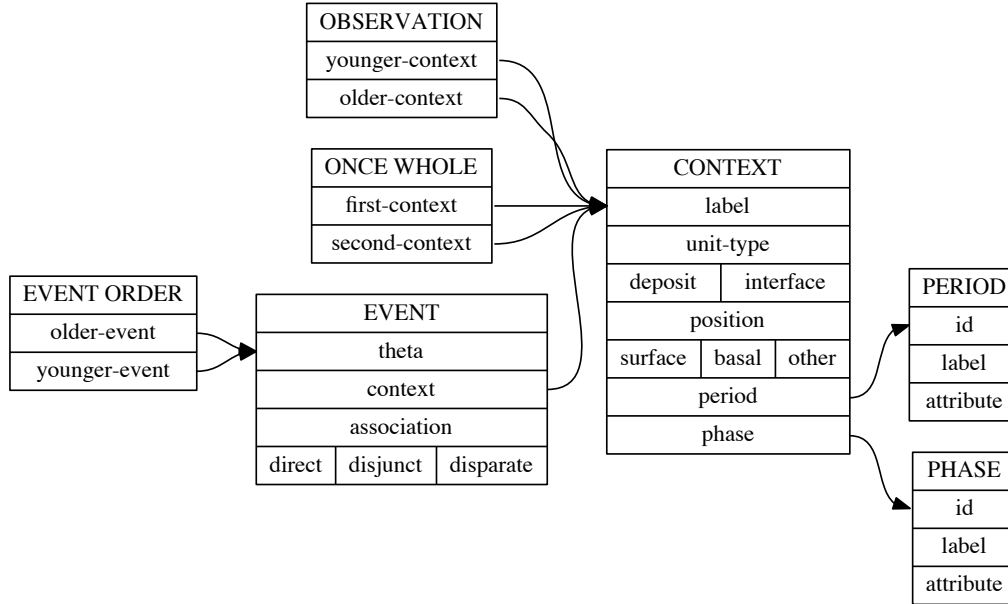 OBSERVATION
younger-context
older-context
ONCE WHOLE
first-context
second-context
EVENT ORDER
older-event
younger-event
EVENT
theta
context
association
direct disjunct disparate
CONTEXT
label
unit-type
deposit interface
position
surface basal other
period
phase
PERIOD
id
label
attribute
PHASE
id
label
attribute